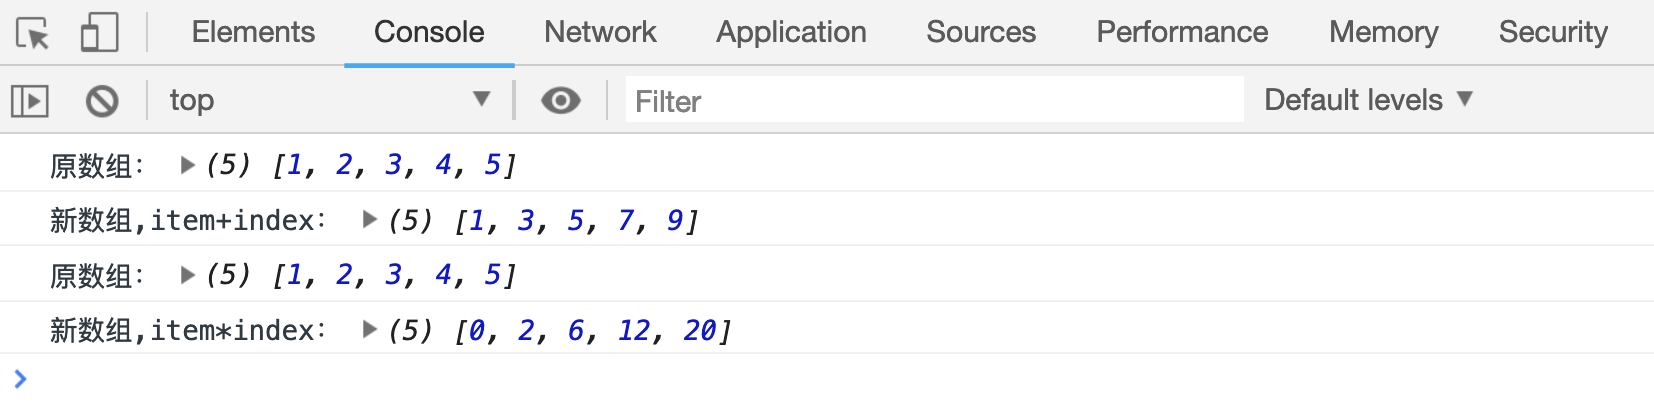 Elements Console Network Application Sources Performance Memory Security
top Filter Default levels
原数组： (5) [1, 2, 3, 4, 5]
新数组,item+index： (5) [1, 3, 5, 7, 9]
原数组： (5) [1, 2, 3, 4, 5]
新数组,item*index： (5) [0, 2, 6, 12, 20]